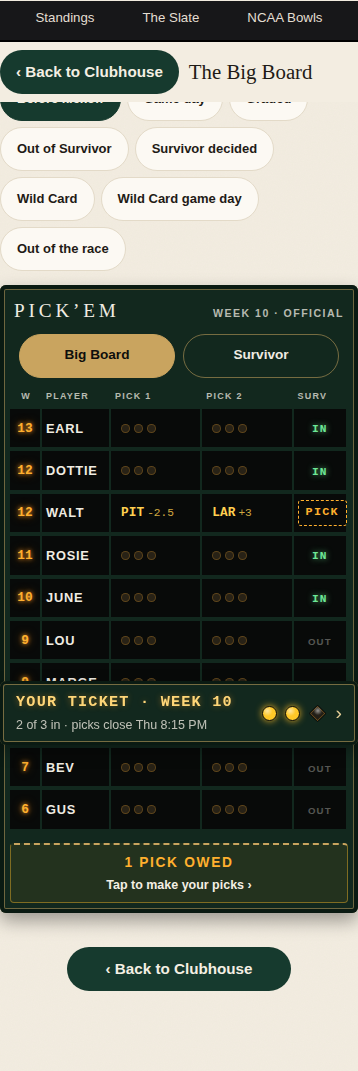 Standings The Slate NCAA Bowls
‹ Back to Clubhouse The Big Board
Out of Survivor Survivor decided
Wild Card Wild Card game day
Out of the race
PICK’EM WEEK 10 · OFFICIAL
Big Board Survivor
W PLAYER PICK 1 PICK 2 SURV
13 EARL IN
12 DOTTIE IN
12 WALT PIT -2.5 LAR +3 PICK
11 ROSIE IN
10 JUNE IN
9 LOU OUT
YOUR TICKET · WEEK 10
2 of 3 in · picks close Thu 8:15 PM ›
7 BEV OUT
6 GUS OUT
1 PICK OWED
Tap to make your picks ›
‹ Back to Clubhouse